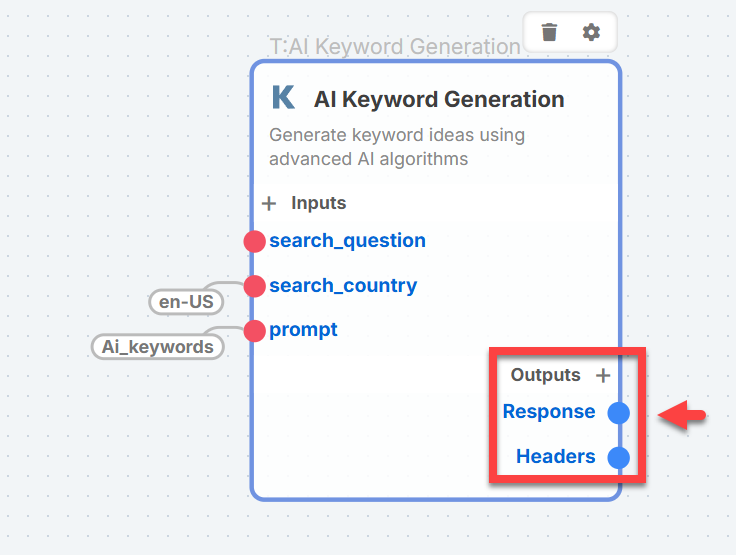 T:AI Keyword Generation
K AI Keyword Generation
Generate keyword ideas using
advanced AI algorithms
+ Inputs
search_question
search_country
en-US
prompt
Ai_keywords
Outputs +
Response
Headers